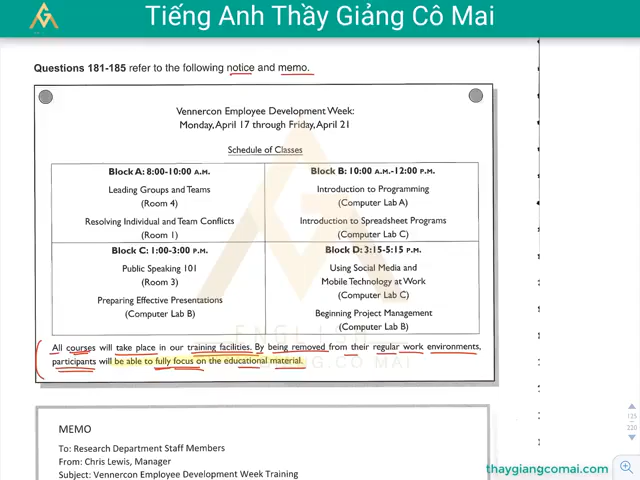 Tiếng Anh Thầy Giảng Cô Mai
Questions 181-185 refer to the following notice and memo.
Vennercon Employee Development Week:
Monday, April 17 through Friday, April 21
Schedule of Classes
Block A: 8:00-10:00 A.M.
Leading Groups and Teams
(Room 4)
Resolving Individual and Team Conflicts
(Room 1)
Block B: 10:00 A.M.-12:00 P.M.
Introduction to Programming
(Computer Lab A)
Introduction to Spreadsheet Programs
(Computer Lab C)
Block C: 1:00-3:00 P.M.
Public Speaking 101
(Room 3)
Preparing Effective Presentations
(Computer Lab B)
Block D: 3:15-5:15 P.M.
Using Social Media and
Mobile Technology at Work
(Computer Lab C)
Beginning Project Management
(Computer Lab B)
All courses will take place in our training facilities. By being removed from their regular work environments,
participants will be able to fully focus on the educational material.
MEMO
To: Research Department Staff Members
From: Chris Lewis, Manager
Subject: Vennercon Employee Development Week Training
125
220
thaygiangcomai.com